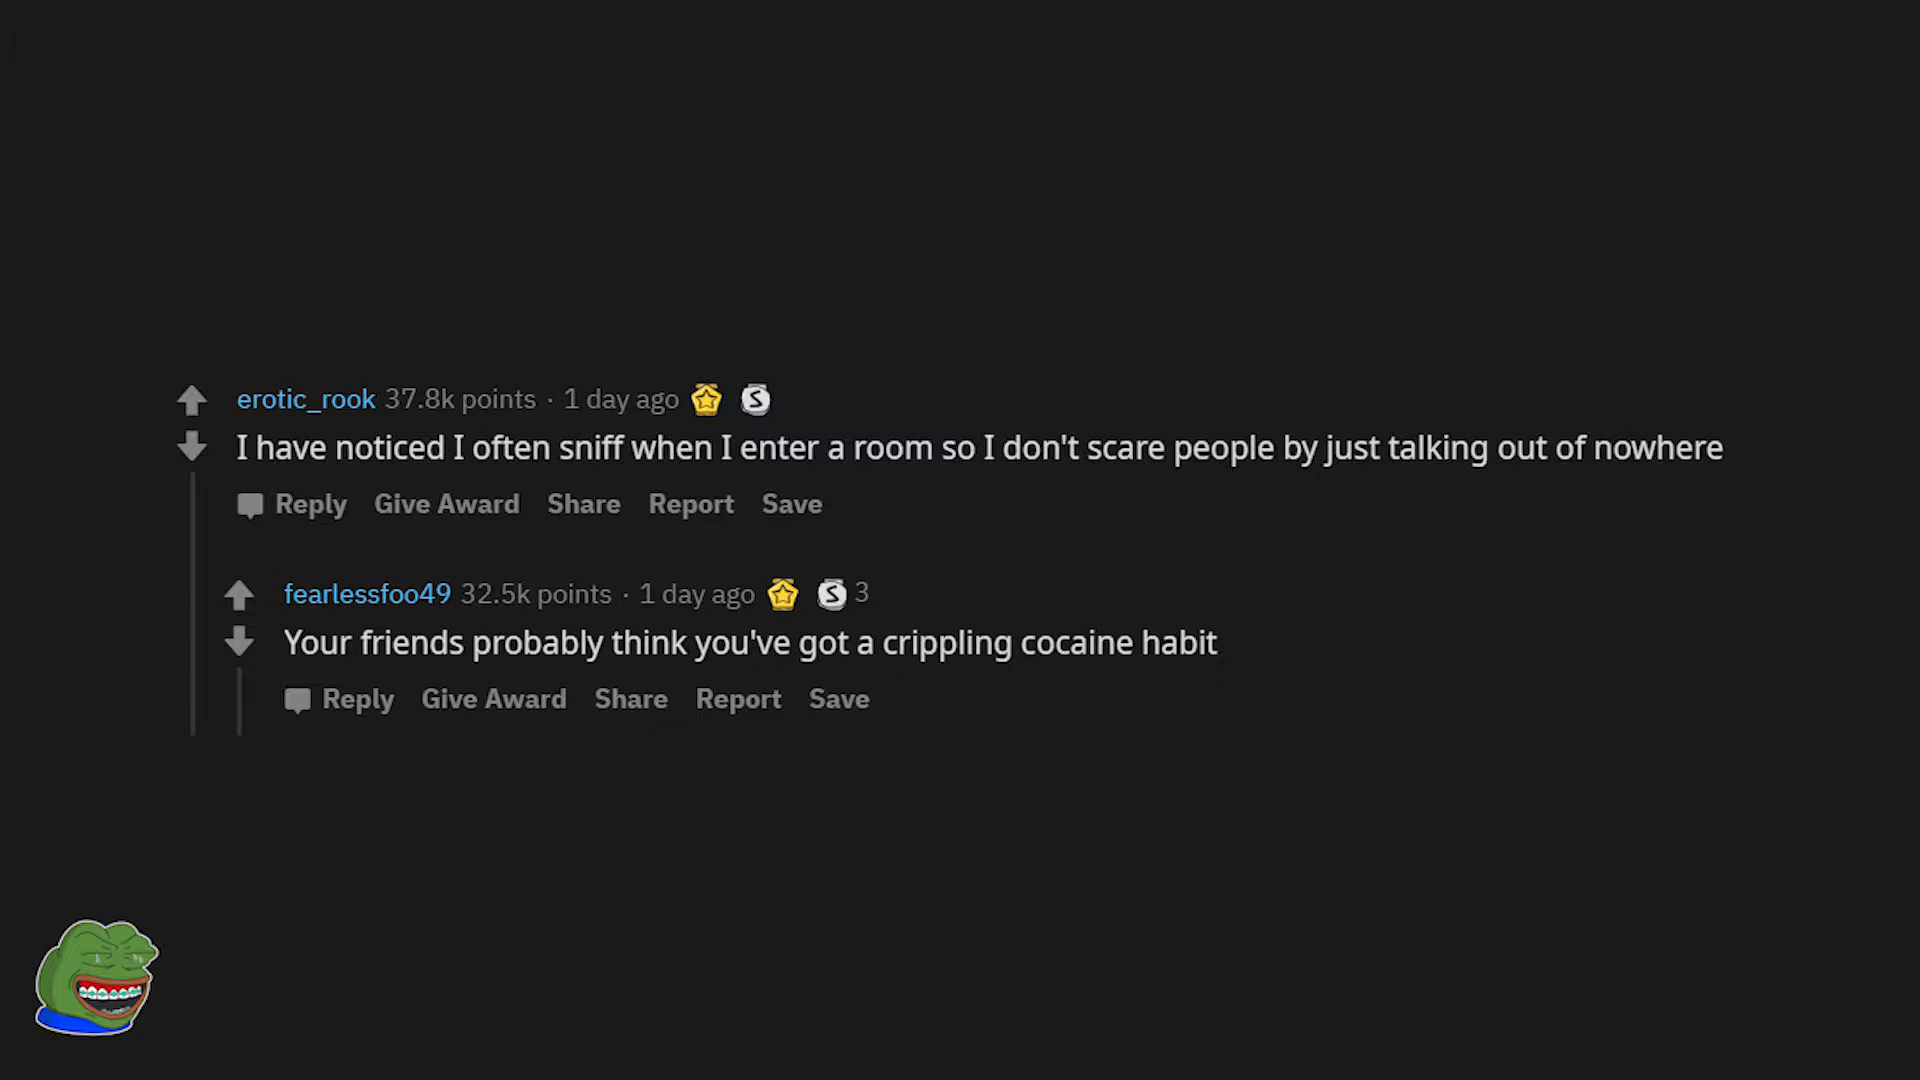 erotic_rook 37.8k points · 1 day ago S
I have noticed I often sniff when I enter a room so I don't scare people by just talking out of nowhere
Reply Give Award Share Report Save
fearlessfoo49 32.5k points · 1 day ago S 3
Your friends probably think you've got a crippling cocaine habit
Reply Give Award Share Report Save